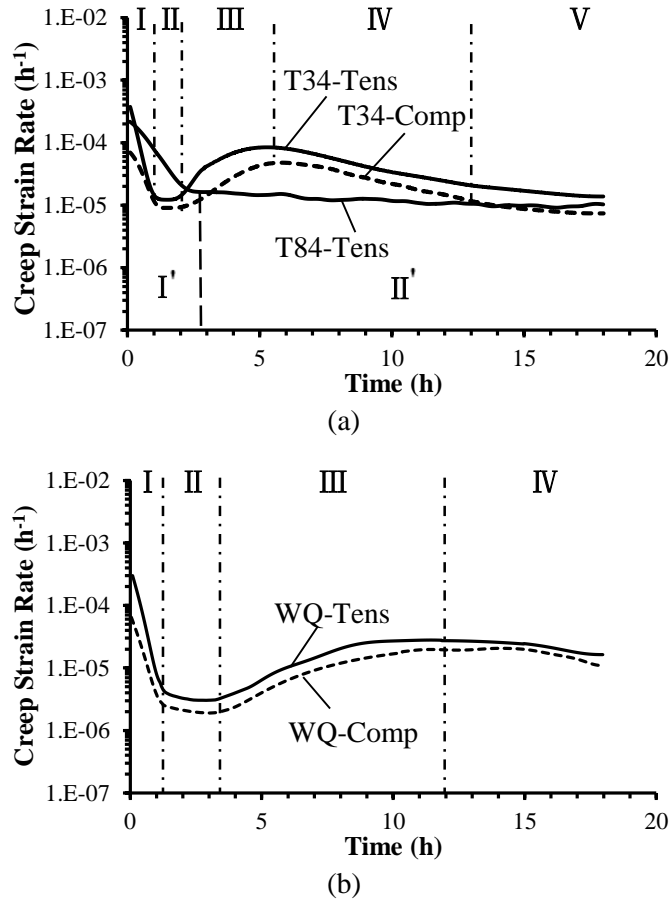 I II III IV V
1.E-02
1.E-03
1.E-04
1.E-05
1.E-06
1.E-07
Creep Strain Rate (h-1)
T34-Tens
T34-Comp
T84-Tens
I' II'
0 5 10 15 20
Time (h)
(a)
I II III IV
1.E-02
1.E-03
1.E-04
1.E-05
1.E-06
1.E-07
Creep Strain Rate (h-1)
WQ-Tens
WQ-Comp
0 5 10 15 20
Time (h)
(b)